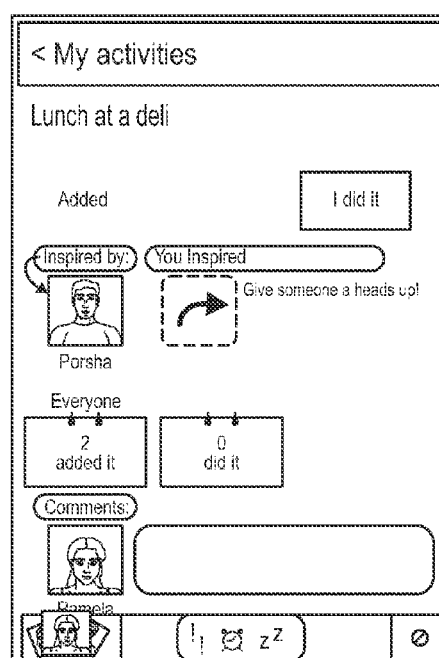 < My activities
Lunch at a deli
Added
I did it
Inspired by:
You Inspired
Give someone a heads up!
Porsha
Everyone
2
added it
0
did it
Comments:
Pamela
! ! z z